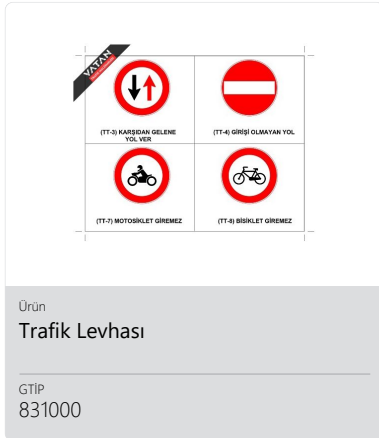 VATAN
(TT-3) KARŞIDAN GELENE
YOL VER
(TT-4) GİRİŞİ OLMAYAN YOL
(TT-7) MOTOSİKLET GİREMEZ
(TT-8) BİSİKLET GİREMEZ
Ürün
Trafik Levhası
GTİP
831000